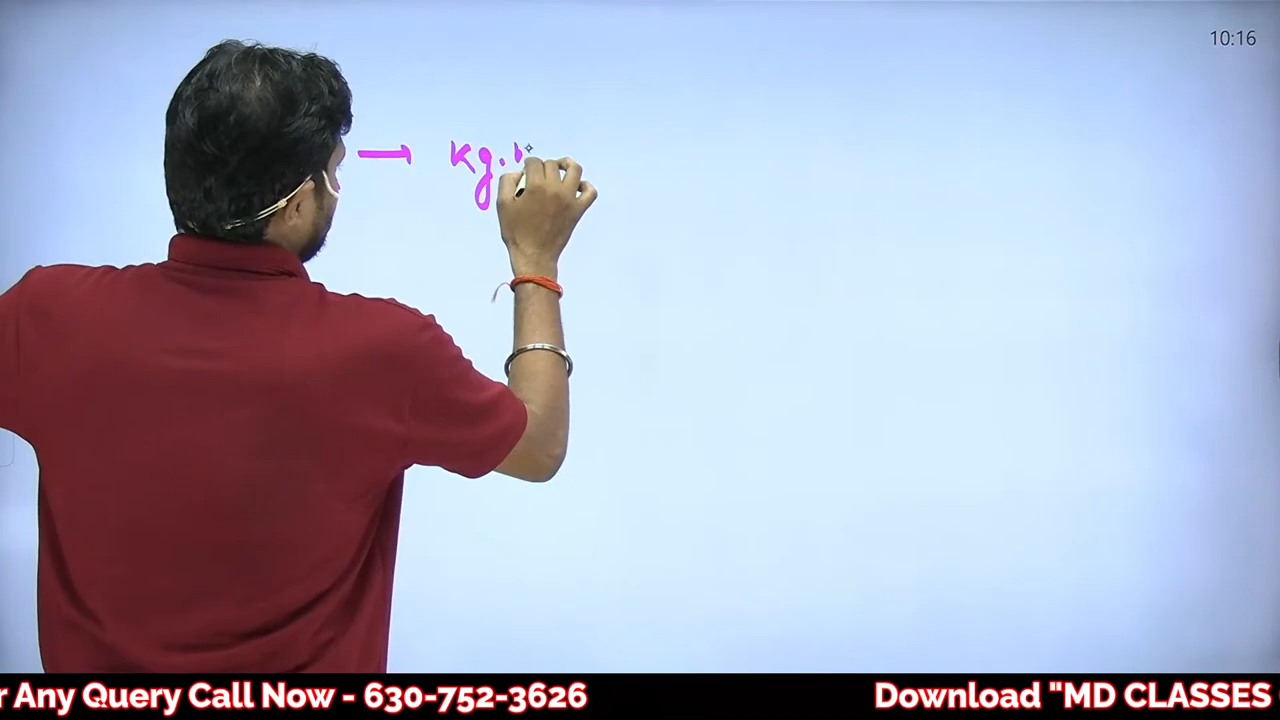 10:16
→ Kg.
r Any Query Call Now - 630-752-3626
Download "MD CLASSES